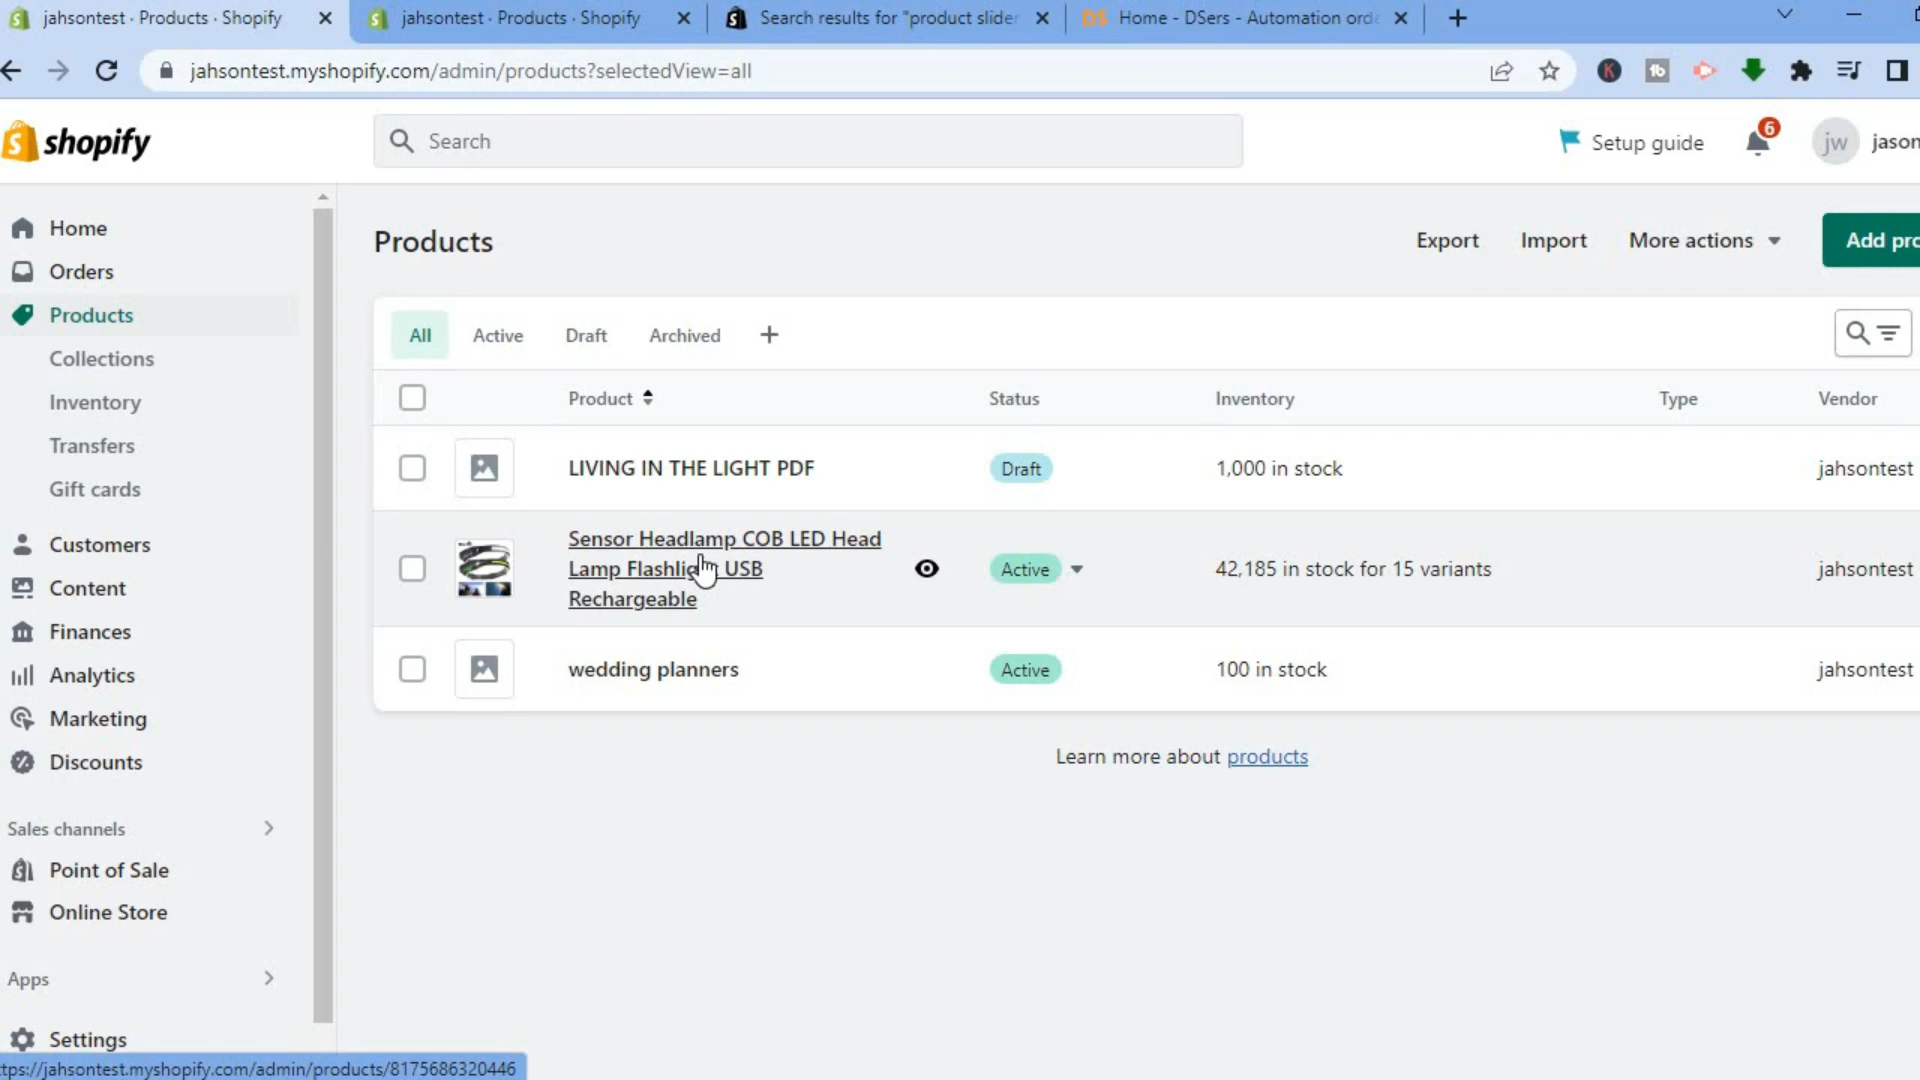 jahsontest · Products · Shopify
jahsontest · Products · Shopify
Search results for "product slider
DS Home - DSers - Automation orde
jahsontest.myshopify.com/admin/products?selectedView=all
K
tb
shopify
Search
Setup guide
6
jw
jason
Home
Orders
Products
Collections
Inventory
Transfers
Gift cards
Customers
Content
Finances
Analytics
Marketing
Discounts
Sales channels
Point of Sale
Online Store
Apps
Settings
Products
Export
Import
More actions
Add pro
All
Active
Draft
Archived
Product
Status
Inventory
Type
Vendor
LIVING IN THE LIGHT PDF
Draft
1,000 in stock
jahsontest
Sensor Headlamp COB LED Head
Lamp Flashlight USB
Rechargeable
Active
42,185 in stock for 15 variants
jahsontest
wedding planners
Active
100 in stock
jahsontest
Learn more about products
tps://jahsontest.myshopify.com/admin/products/8175686320446